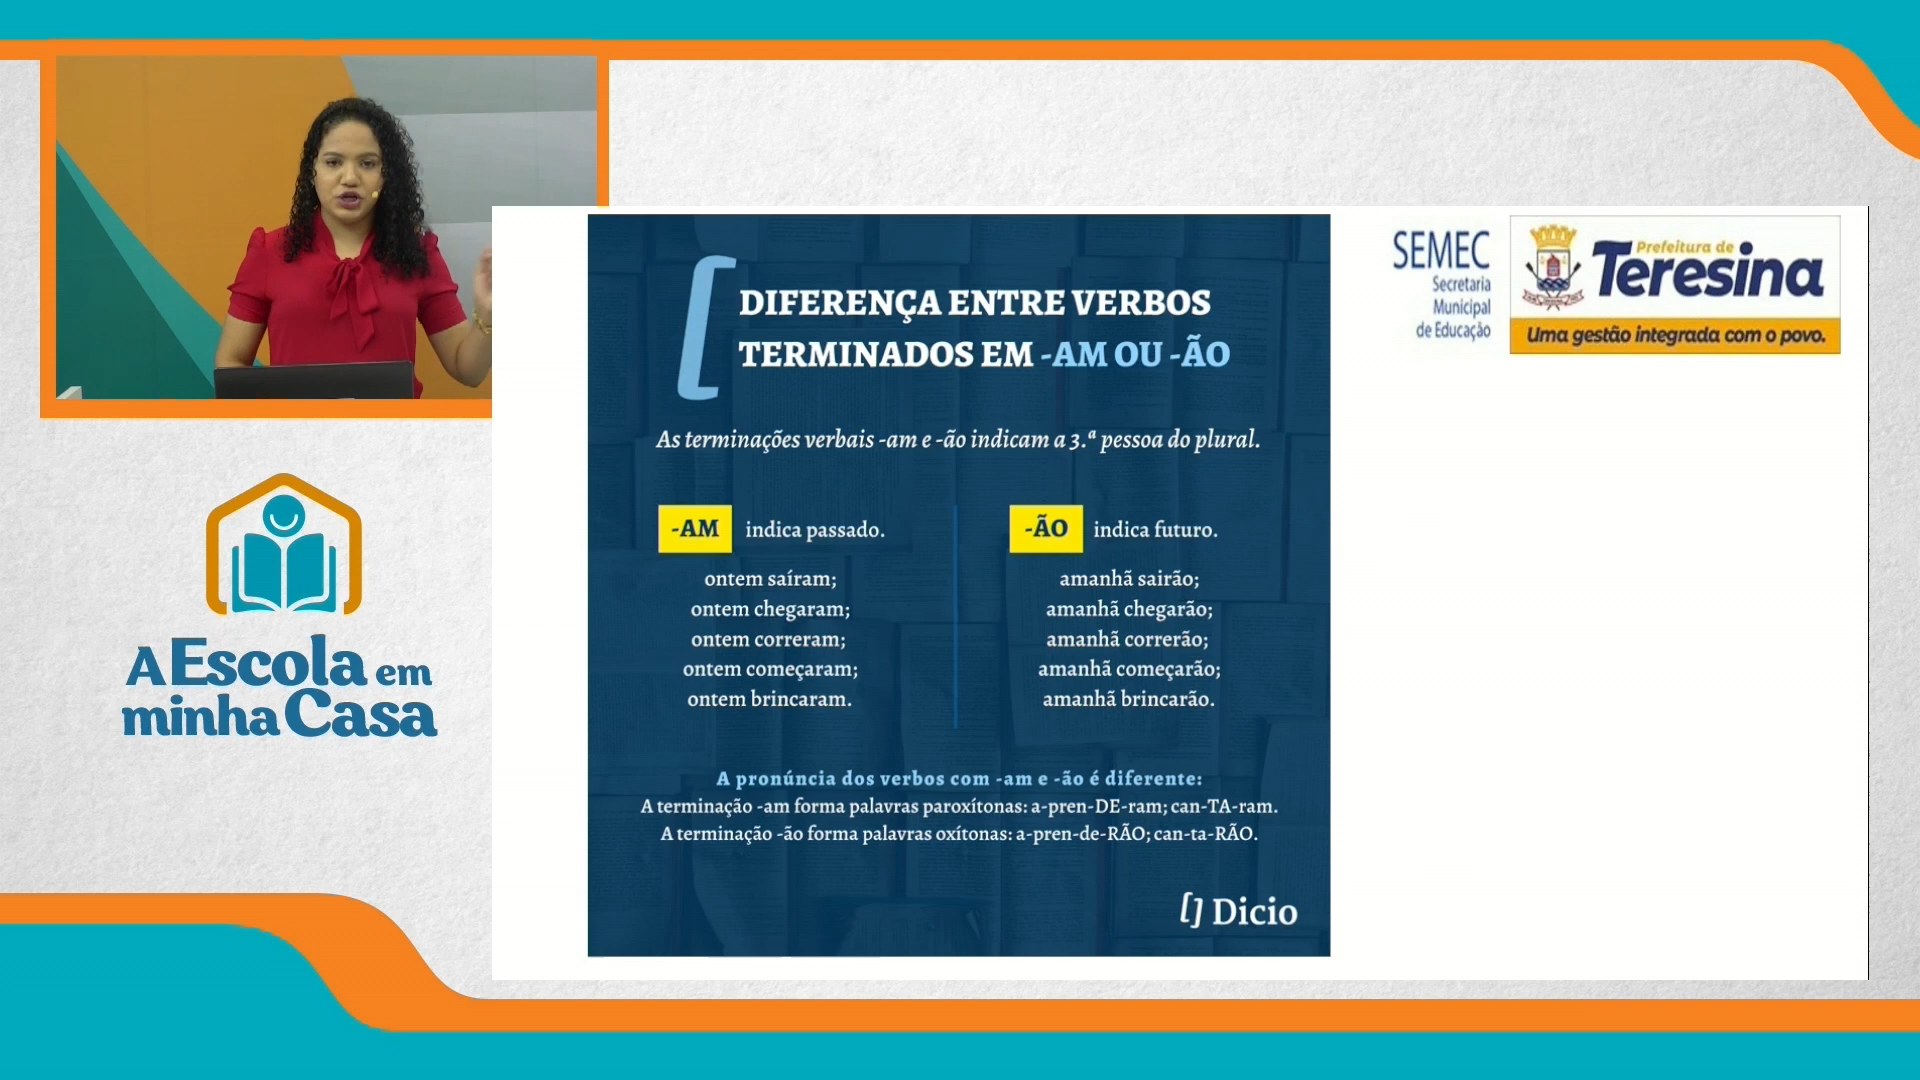 DIFERENÇA ENTRE VERBOS
TERMINADOS EM -AM OU -ÃO
As terminações verbais -am e -ão indicam a 3.ª pessoa do plural.
-AM indica passado.
ontem saíram;
ontem chegaram;
ontem correram;
ontem começaram;
ontem brincaram.
-ÃO indica futuro.
amanhã sairão;
amanhã chegarão;
amanhã correrão;
amanhã começarão;
amanhã brincarão.
A pronúncia dos verbos com -am e -ão é diferente:
A terminação -am forma palavras paroxítonas: a-pren-DE-ram; can-TA-ram.
A terminação -ão forma palavras oxítonas: a-pren-de-RÃO; can-ta-RÃO.
[] Dicio
SEMEC
Secretaria
Municipal
de Educação
Prefeitura de
Teresina
Uma gestão integrada com o povo.
A Escola em
minha Casa